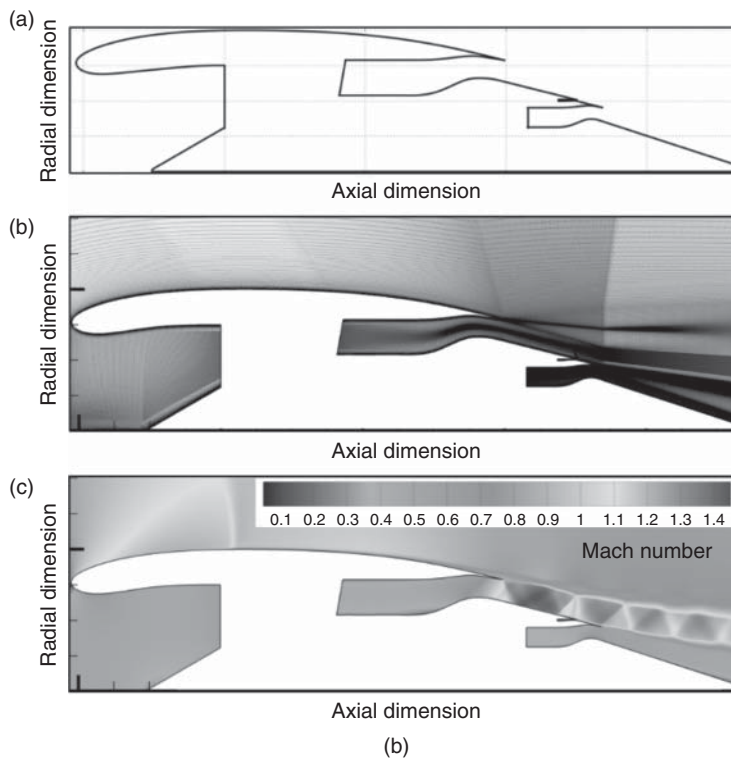 (a)
Radial dimension
Axial dimension
(b)
Radial dimension
Axial dimension
(c)
0.1 0.2 0.3 0.4 0.5 0.6 0.7 0.8 0.9 1 1.1 1.2 1.3 1.4
Mach number
Radial dimension
Axial dimension
(b)